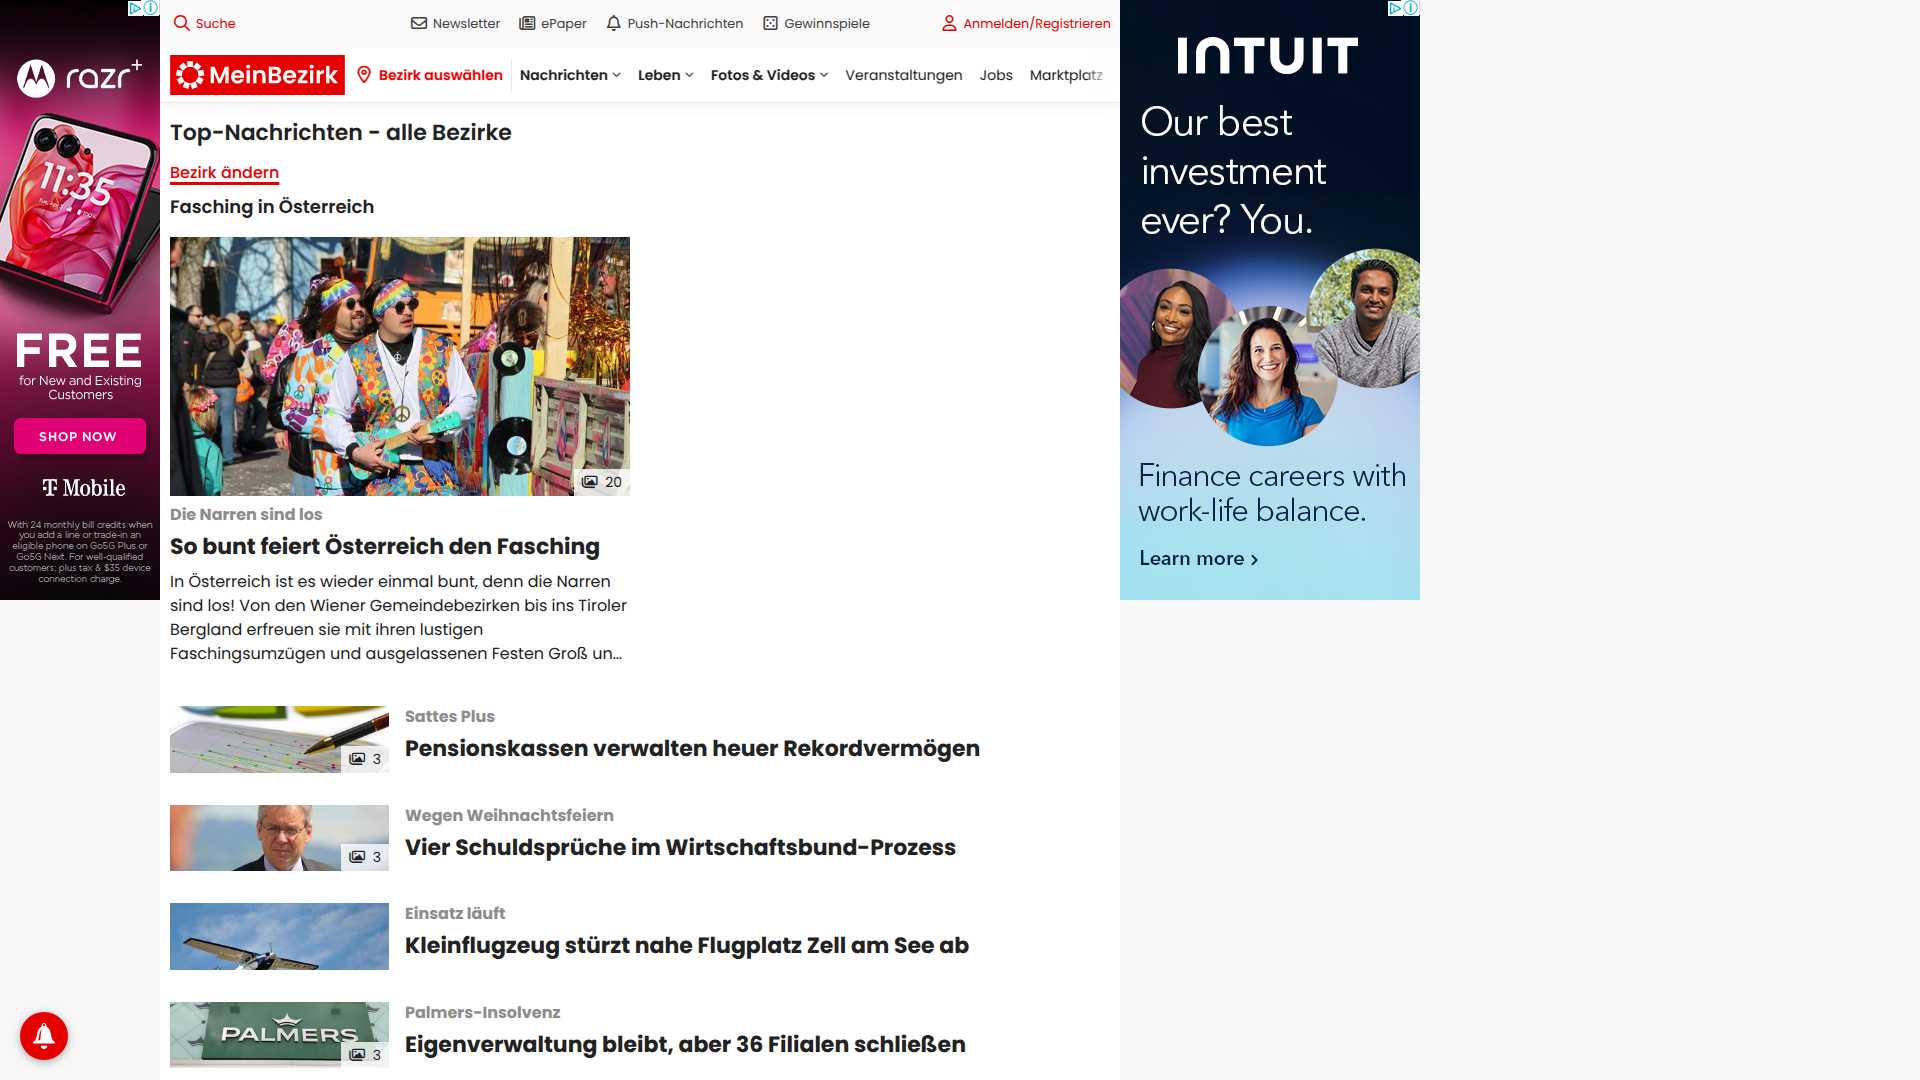 Suche
Newsletter
ePaper
Push-Nachrichten
Gewinnspiele
Anmelden/Registrieren
MeinBezirk
Bezirk auswählen
Nachrichten
Leben
Fotos & Videos
Veranstaltungen
Jobs
Marktplatz
Top-Nachrichten - alle Bezirke
Bezirk ändern
Fasching in Österreich
20
Die Narren sind los
So bunt feiert Österreich den Fasching
In Österreich ist es wieder einmal bunt, denn die Narren
sind los! Von den Wiener Gemeindebezirken bis ins Tiroler
Bergland erfreuen sie mit ihren lustigen
Faschingsumzügen und ausgelassenen Festen Groß un...
3
Sattes Plus
Pensionskassen verwalten heuer Rekordvermögen
3
Wegen Weihnachtsfeiern
Vier Schuldsprüche im Wirtschaftsbund-Prozess
Einsatz läuft
Kleinflugzeug stürzt nahe Flugplatz Zell am See ab
PALMERS
3
Palmers-Insolvenz
Eigenverwaltung bleibt, aber 36 Filialen schließen
razr+
11:35
FREE
for New and Existing
Customers
SHOP NOW
T Mobile
With 24 monthly bill credits when
you add a line or trade-in an
eligible phone on Go5G Plus or
Go5G Next. For well-qualified
customers; plus tax & $35 device
connection charge.
INTUIT
Our best
investment
ever? You.
Finance careers with
work-life balance.
Learn more >